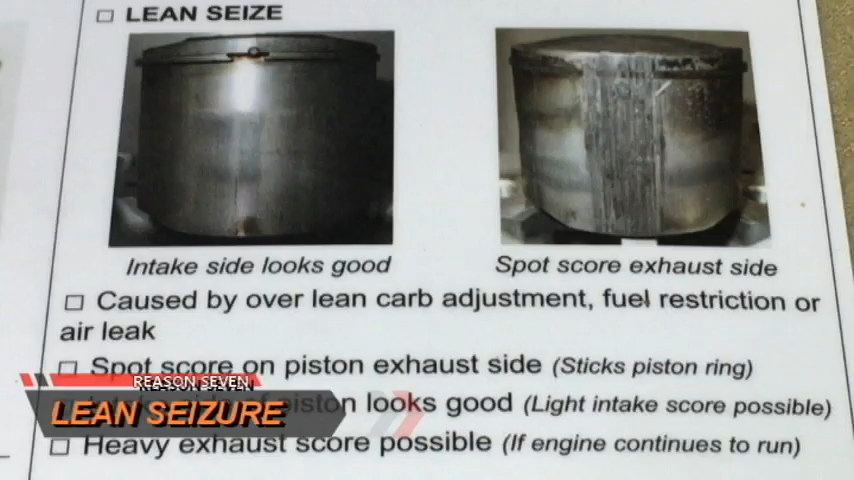 LEAN SEIZE
Intake side looks good
Spot score exhaust side
Caused by over lean carb adjustment, fuel restriction or
air leak
Spot score on piston exhaust side (Sticks piston ring)
piston looks good (Light intake score possible)
Heavy exhaust score possible (If engine continues to run)
REASON SEVEN
LEAN SEIZURE